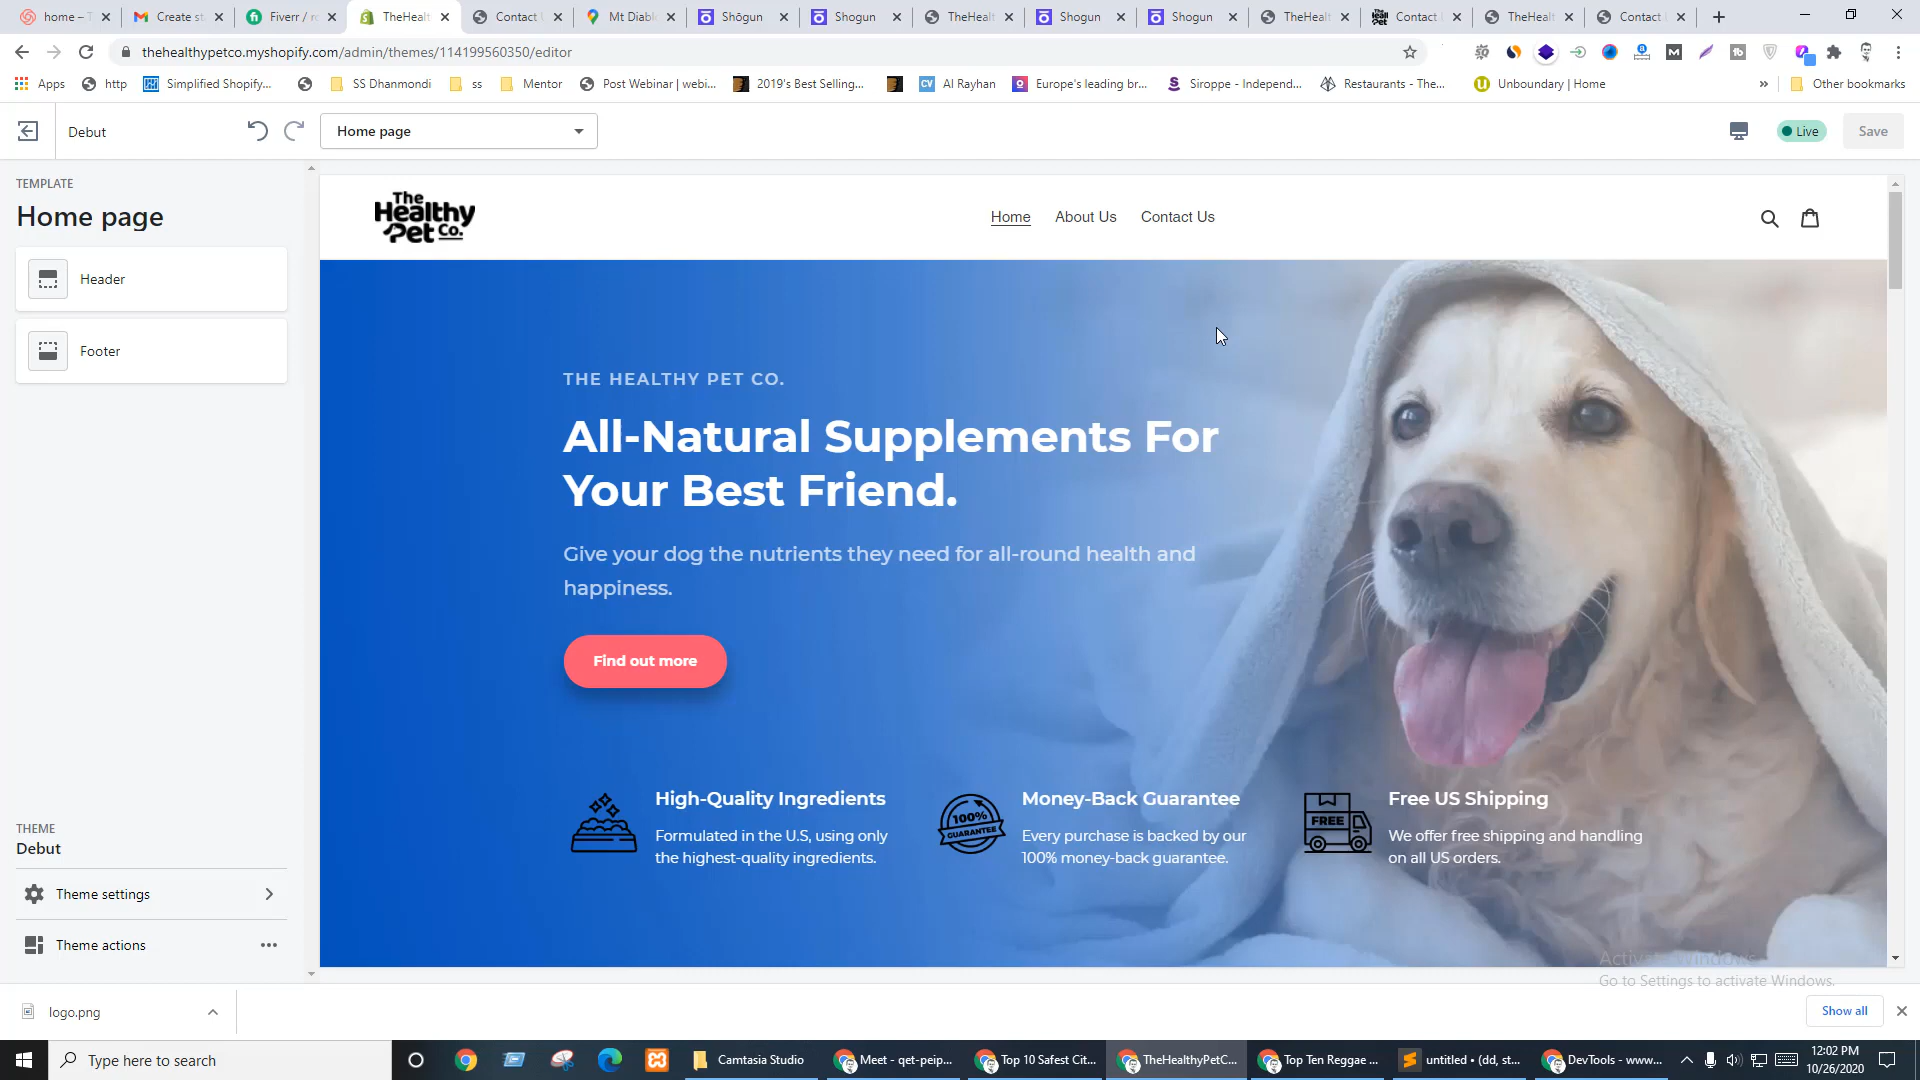 home – T
Create st
Fiverr / r
TheHealt
Contact
Mt Diabl
Shōgun
Shogun
TheHealt
Shogun
Shogun
TheHealt
Contact
TheHealt
Contact
thehealthypetco.myshopify.com/admin/themes/114199560350/editor
Apps
http
Simplified Shopify...
SS Dhanmondi
ss
Mentor
Post Webinar | webi...
2019's Best Selling...
Al Rayhan
Europe's leading br...
Siroppe - Independ...
Restaurants - The...
Unboundary | Home
»
Other bookmarks
Debut
Home page
Live
Save
TEMPLATE
Home page
Header
Footer
THEME
Debut
Theme settings
Theme actions
The Healthy Pet Co.
Home
About Us
Contact Us
THE HEALTHY PET CO.
All-Natural Supplements For
Your Best Friend.
Give your dog the nutrients they need for all-round health and
happiness.
Find out more
High-Quality Ingredients
Formulated in the U.S, using only
the highest-quality ingredients.
100%
GUARANTEE
Money-Back Guarantee
Every purchase is backed by our
100% money-back guarantee.
FREE
Free US Shipping
We offer free shipping and handling
on all US orders.
Activate Windows
Go to Settings to activate Windows.
logo.png
Show all
Type here to search
Camtasia Studio
Meet - qet-peip...
Top 10 Safest Cit...
TheHealthyPetC...
Top Ten Reggae ...
untitled • (dd, st...
DevTools - www...
12:02 PM
10/26/2020